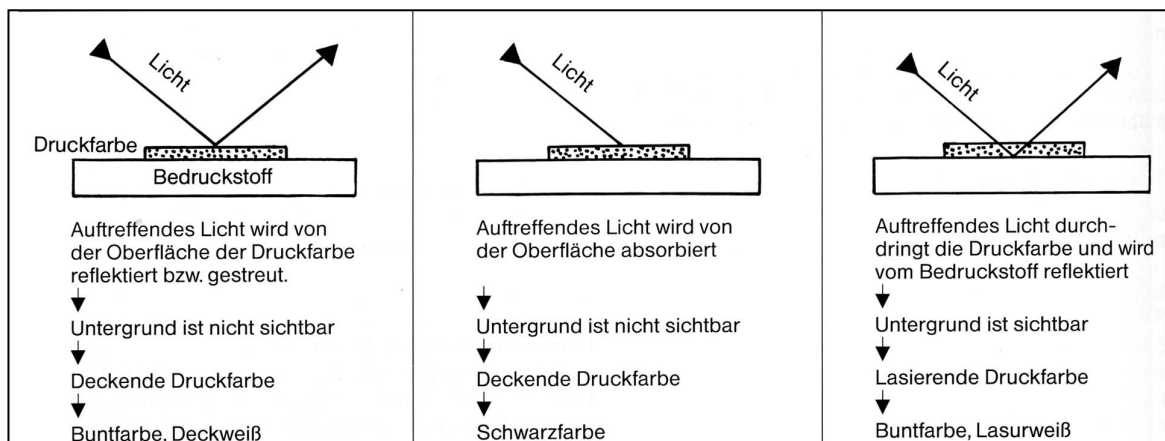 Licht
Druckfarbe
Bedruckstoff
Auftreffendes Licht wird von
der Oberfläche der Druckfarbe
reflektiert bzw. gestreut.
Untergrund ist nicht sichtbar
Deckende Druckfarbe
Buntfarbe, Deckweiß
Licht
Auftreffendes Licht wird von
der Oberfläche absorbiert
Untergrund ist nicht sichtbar
Deckende Druckfarbe
Schwarzfarbe
Licht
Auftreffendes Licht durch-
dringt die Druckfarbe und wird
vom Bedruckstoff reflektiert
Untergrund ist sichtbar
Lasierende Druckfarbe
Buntfarbe, Lasurweiß